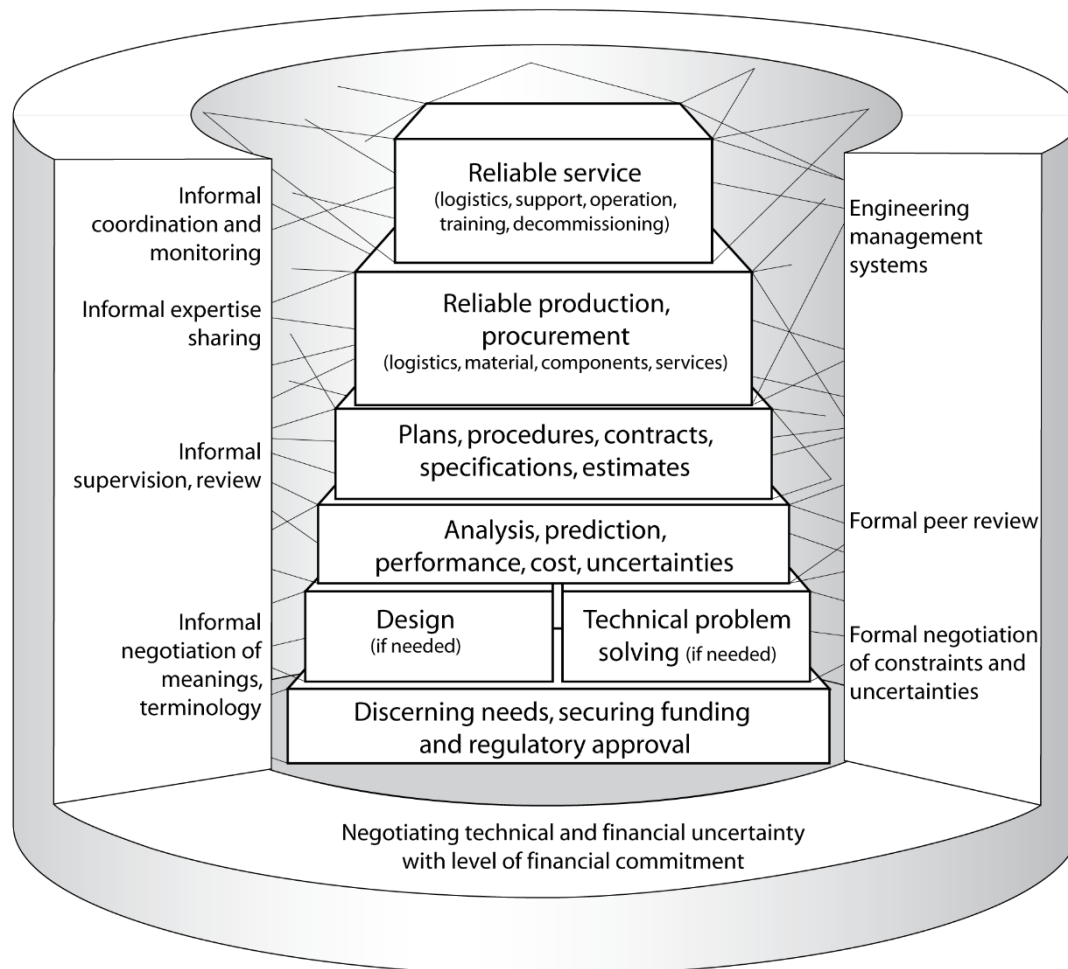 Reliable service
(logistics, support, operation,
training, decommissioning)
Reliable production,
procurement
(logistics, material, components, services)
Plans, procedures, contracts,
specifications, estimates
Analysis, prediction,
performance, cost, uncertainties
Design
(if needed)
Technical problem
solving (if needed)
Discerning needs, securing funding
and regulatory approval
Informal
coordination and
monitoring
Informal expertise
sharing
Informal
supervision, review
Informal
negotiation of
meanings,
terminology
Engineering
management
systems
Formal peer review
Formal negotiation
of constraints and
uncertainties
Negotiating technical and financial uncertainty
with level of financial commitment